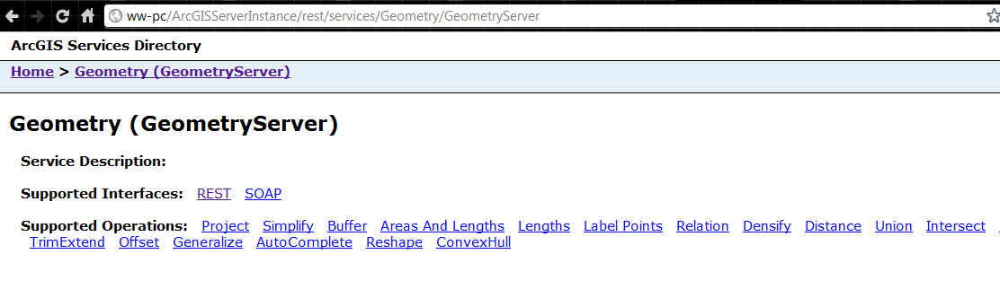 ww-pc/ArcGISServerInstance/rest/services/Geometry/GeometryServer
ArcGIS Services Directory
Home > Geometry (GeometryServer)
Geometry (GeometryServer)
Service Description:
Supported Interfaces: REST SOAP
Supported Operations: Project Simplify Buffer Areas And Lengths Lengths Label Points Relation Densify Distance Union Intersect
TrimExtend Offset Generalize AutoComplete Reshape ConvexHull